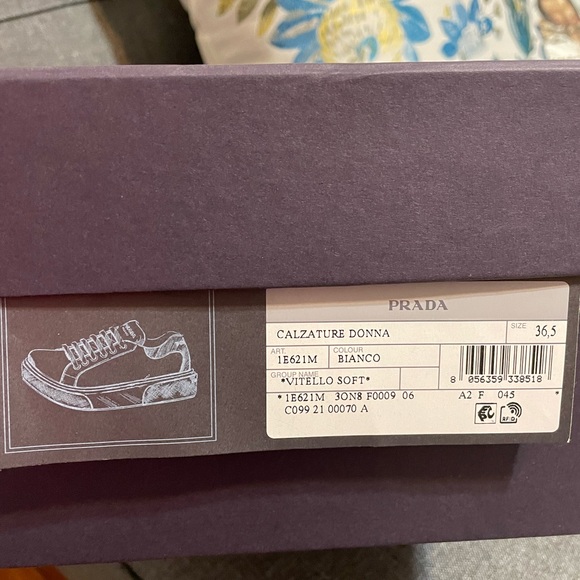 PRADA
CALZATURE DONNA
SIZE 36,5
ART. 1E621M
COLOUR BIANCO
GROUP NAME
*VITELLO SOFT*
8 056359 338518
*1E621M 3ON8 F0009 06 A2 F 045 *
C099 21 00070 A
RFID